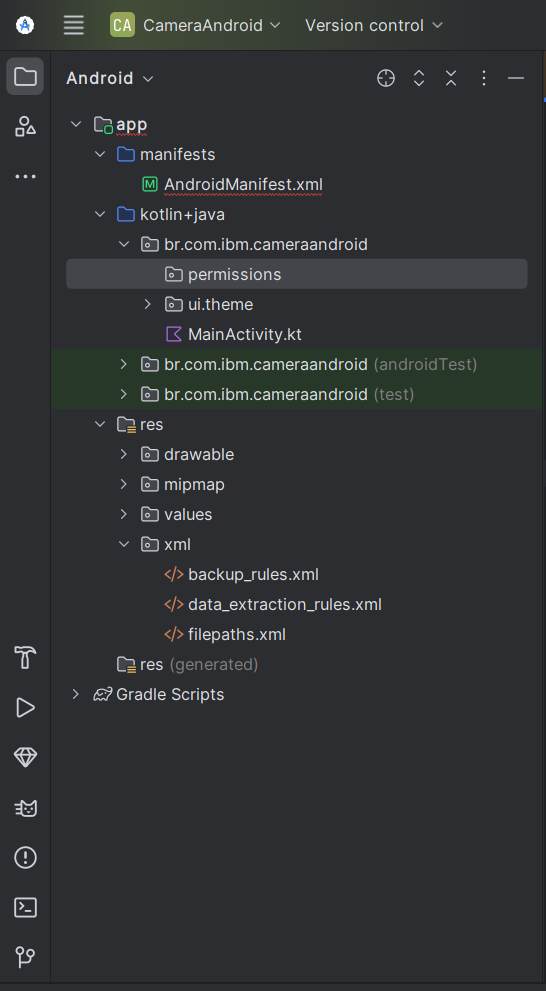 CA CameraAndroid Version control
Android
app
manifests
AndroidManifest.xml
kotlin+java
br.com.ibm.cameraandroid
permissions
ui.theme
MainActivity.kt
br.com.ibm.cameraandroid (androidTest)
br.com.ibm.cameraandroid (test)
res
drawable
mipmap
values
xml
backup_rules.xml
data_extraction_rules.xml
filepaths.xml
res (generated)
Gradle Scripts